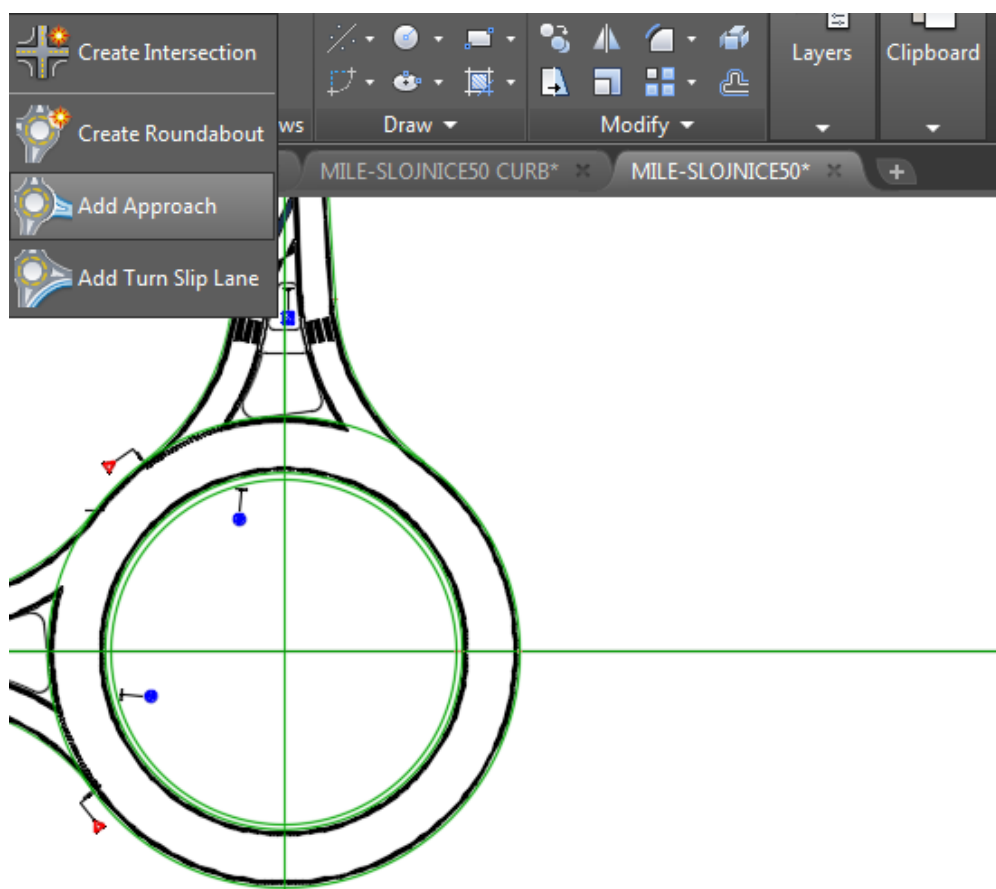 Create Intersection
Create Roundabout
Add Approach
Add Turn Slip Lane
ws
Draw
Modify
Layers
Clipboard
MILE-SLOJNICE50 CURB*
MILE-SLOJNICE50*